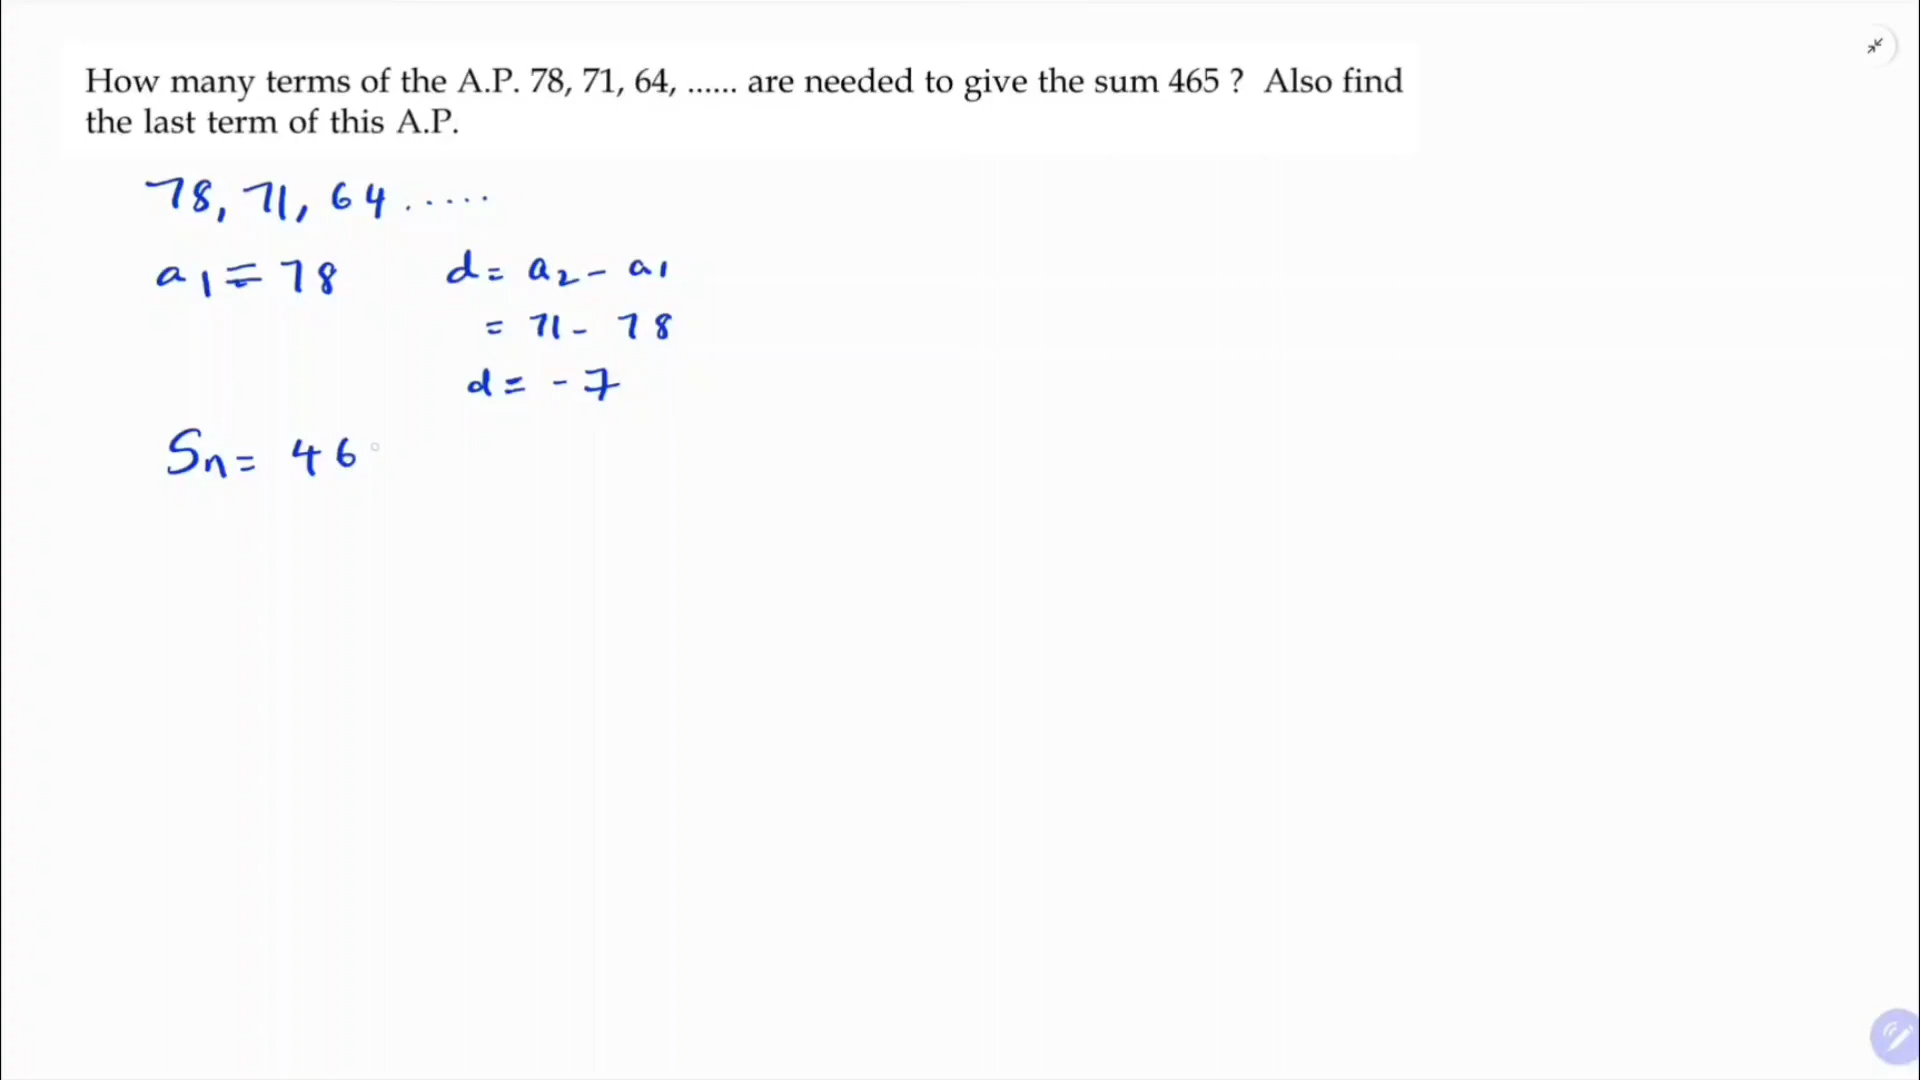 How many terms of the A.P. 78, 71, 64, ...... are needed to give the sum 465 ? Also find
the last term of this A.P.
78, 71, 64 .....
a1 = 78
d = a2 - a1
= 71 - 78
d = -7
Sn = 46